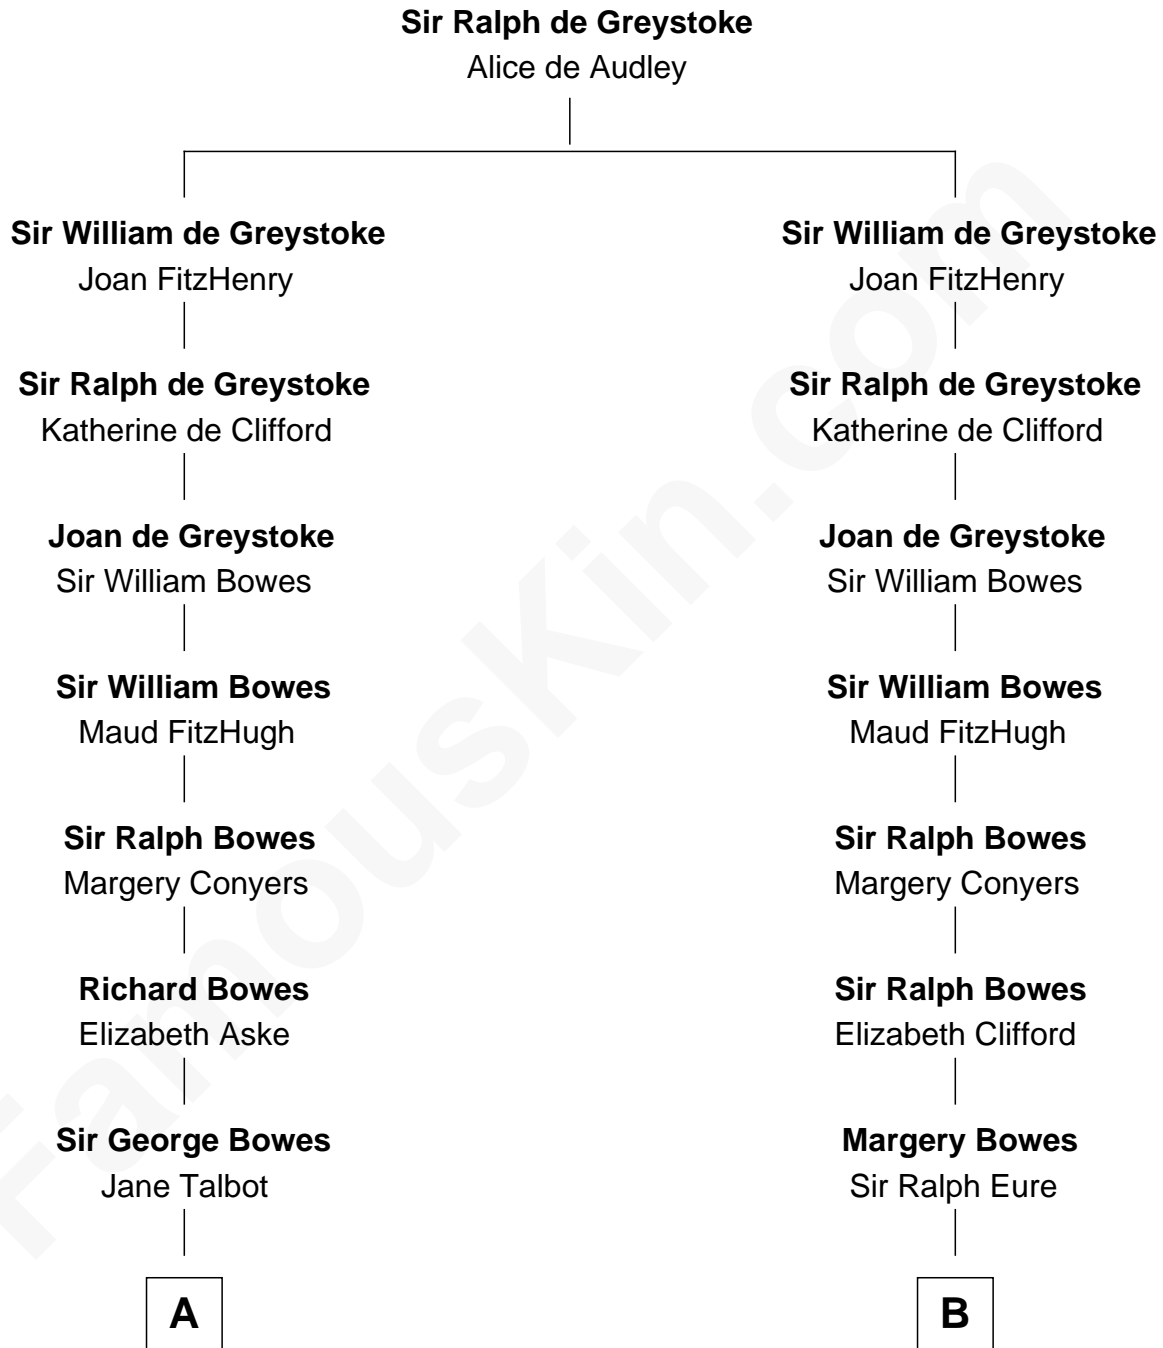 Sir Ralph de Greystoke
Alice de Audley
Sir William de Greystoke
Joan FitzHenry
Sir William de Greystoke
Joan FitzHenry
Sir Ralph de Greystoke
Katherine de Clifford
Sir Ralph de Greystoke
Katherine de Clifford
Joan de Greystoke
Sir William Bowes
Joan de Greystoke
Sir William Bowes
Sir William Bowes
Maud FitzHugh
Sir William Bowes
Maud FitzHugh
Sir Ralph Bowes
Margery Conyers
Sir Ralph Bowes
Margery Conyers
Richard Bowes
Elizabeth Aske
Sir Ralph Bowes
Elizabeth Clifford
Sir George Bowes
Jane Talbot
Margery Bowes
Sir Ralph Eure
A
B
FamousKin.com